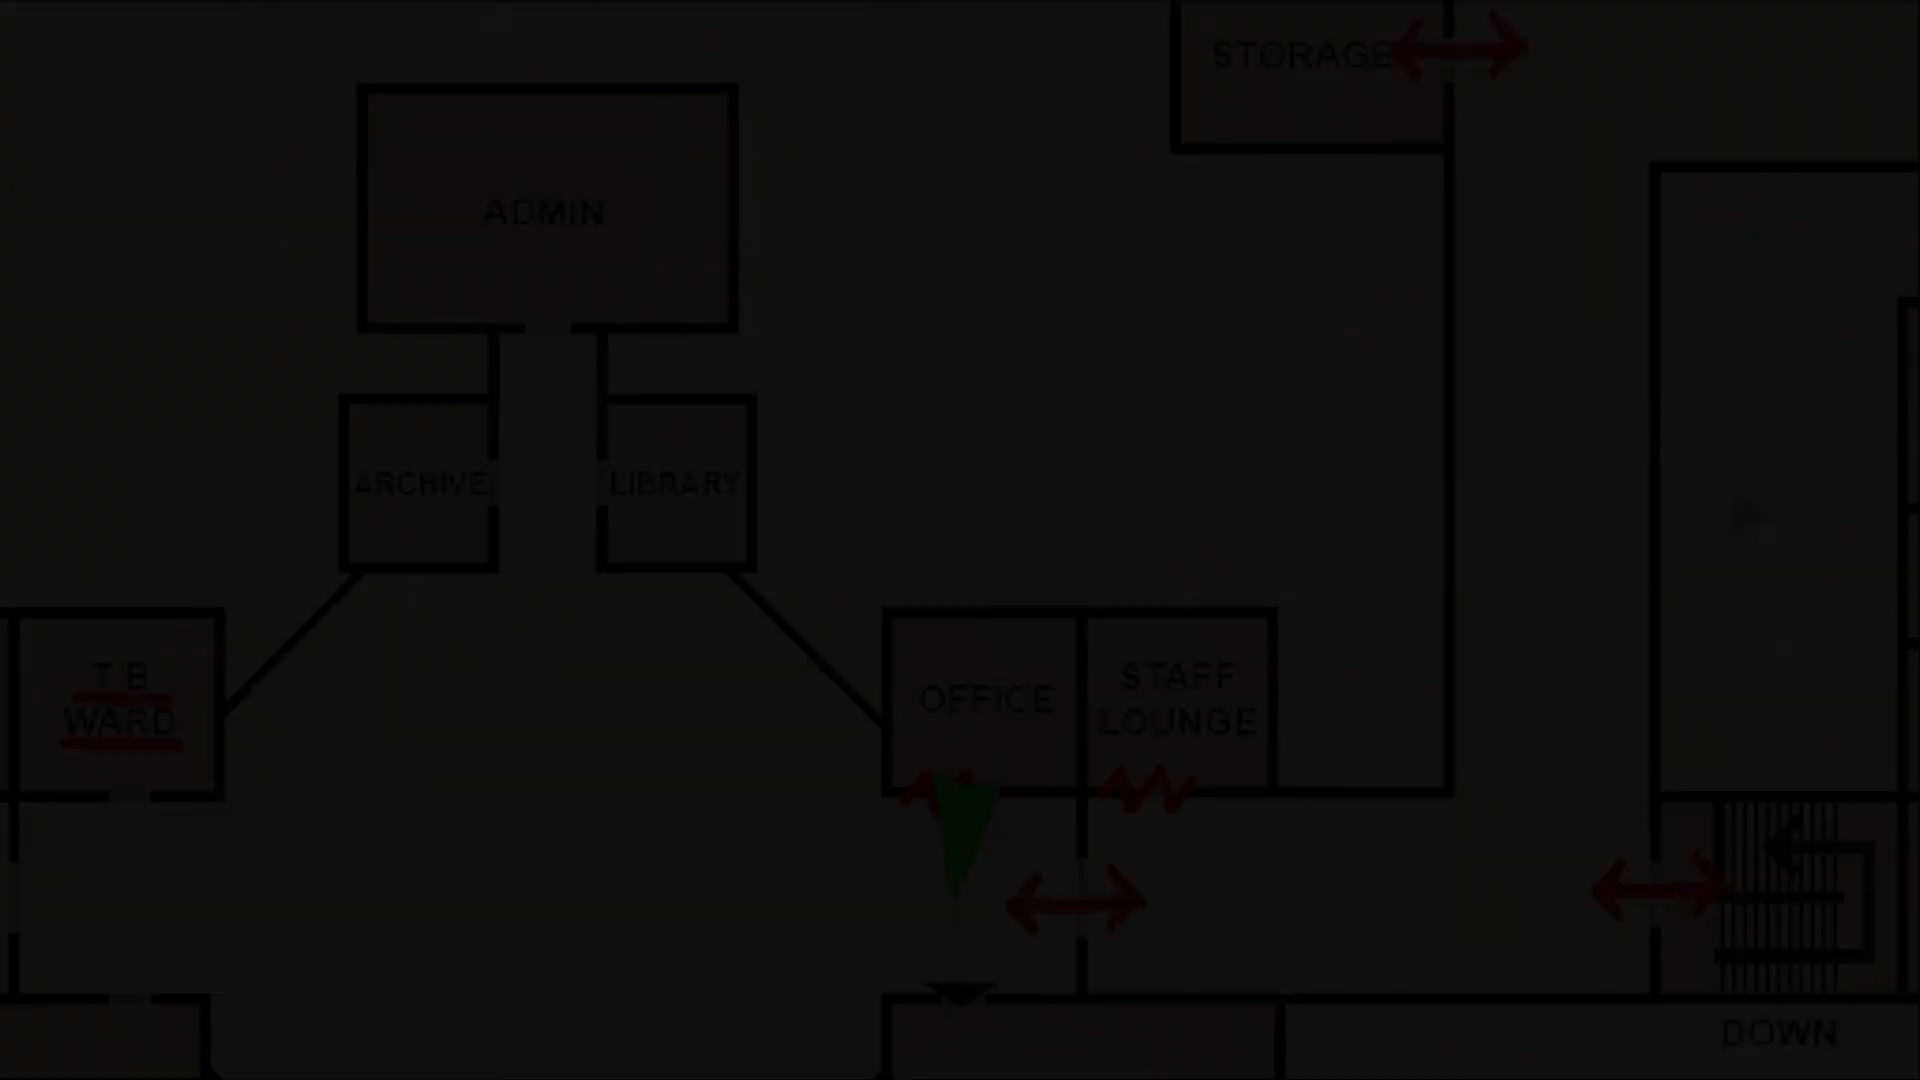 STORAGE
ADMIN
ARCHIVE
LIBRARY
T B
WARD
OFFICE
STAFF
LOUNGE
DOWN